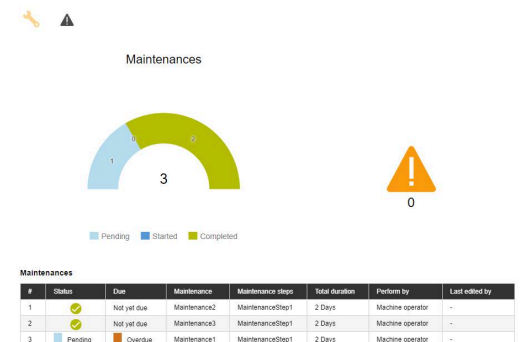 Maintenances
0
2
1
3
0
Pending Started Completed
Maintenances
# Status Due Maintenance Maintenance steps Total duration Perform by Last edited by
1 Not yet due Maintenance2 MaintenanceStep1 2 Days Machine operator -
2 Not yet due Maintenance3 MaintenanceStep1 2 Days Machine operator -
3 Pending Overdue Maintenance1 MaintenanceStep1 2 Days Machine operator -